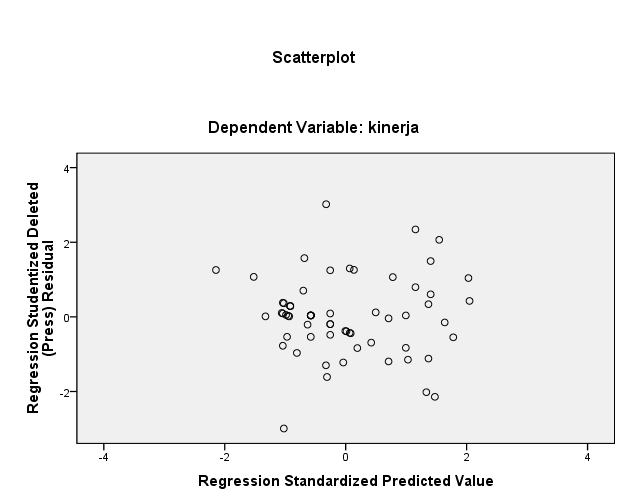 Scatterplot
Dependent Variable: kinerja
Regression Studentized Deleted
(Press) Residual
4
2
0
-2
-4
-2
0
2
4
Regression Standardized Predicted Value